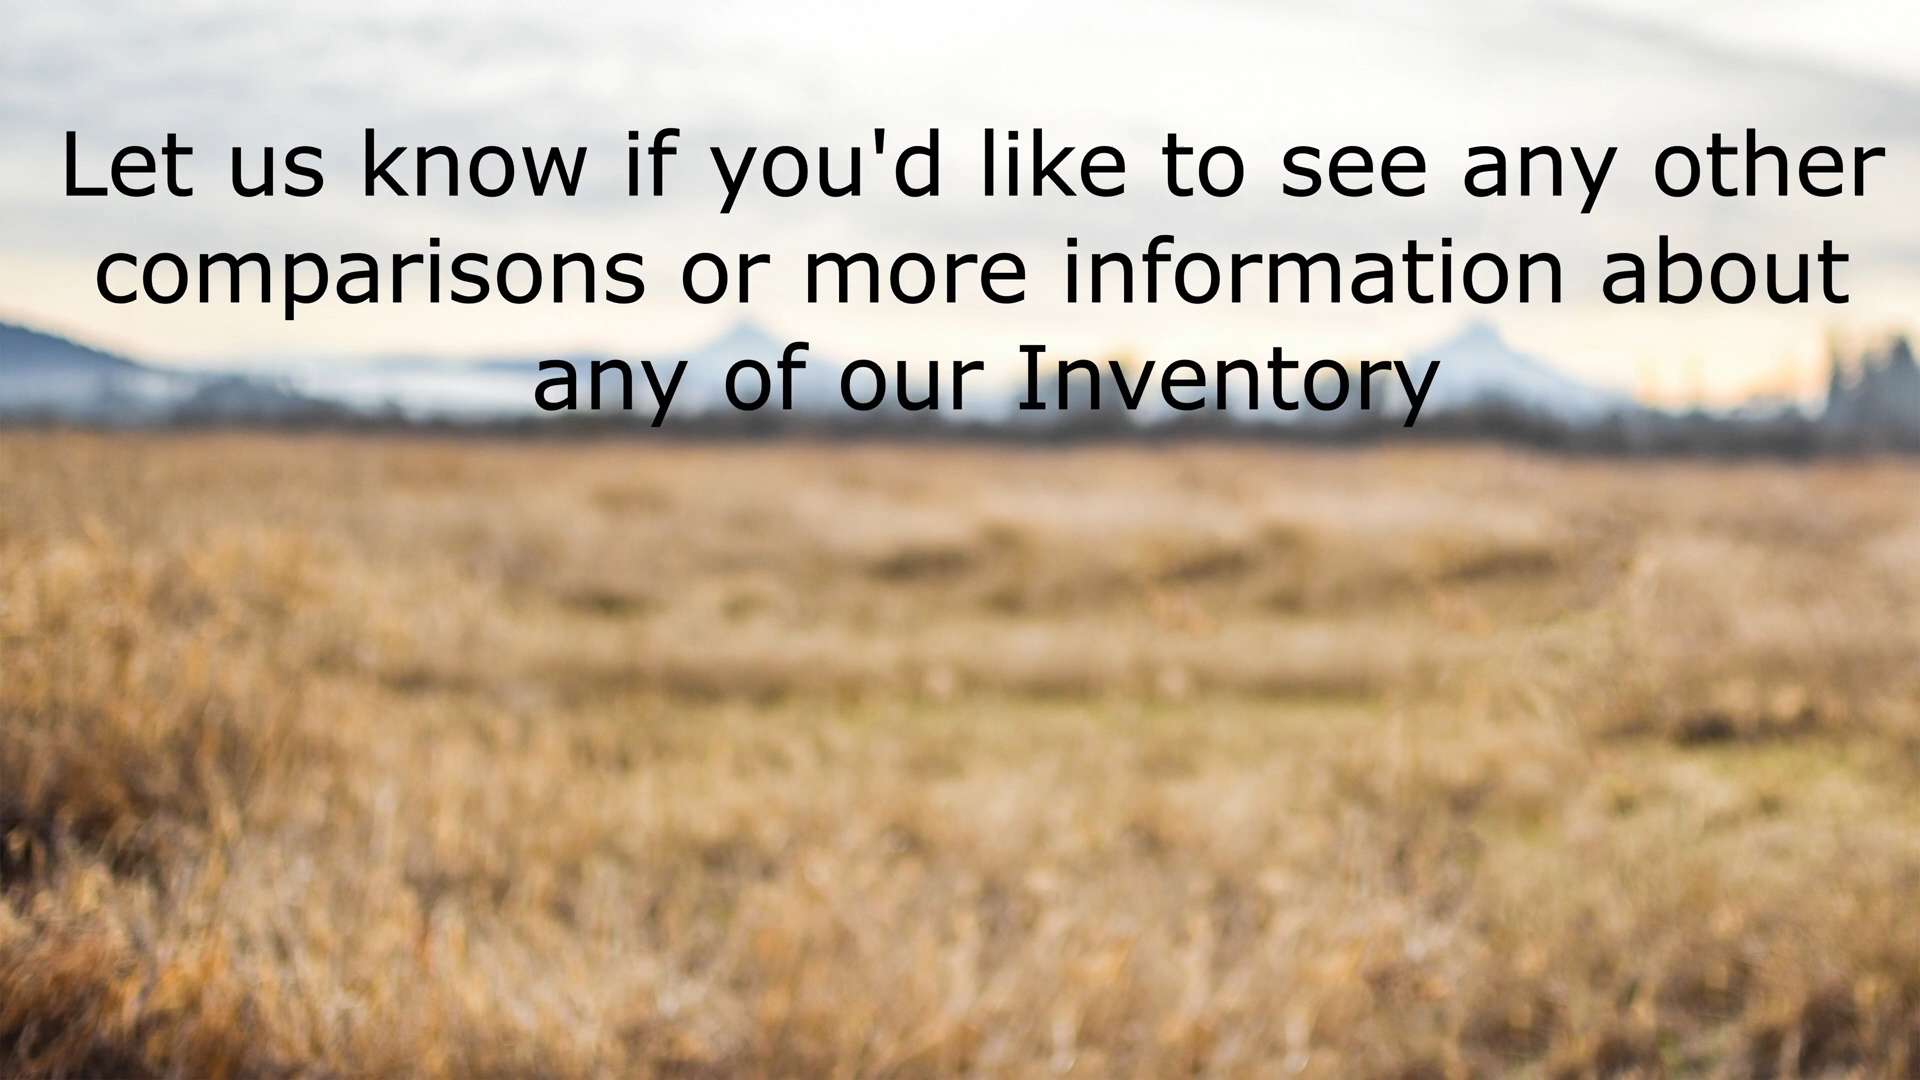 Let us know if you'd like to see any other
comparisons or more information about
any of our Inventory